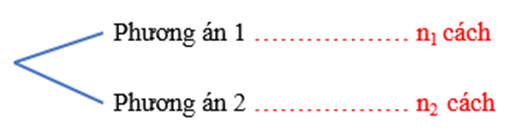 Phương án 1 ……………… n₁ cách
Phương án 2 ……………… n₂ cách